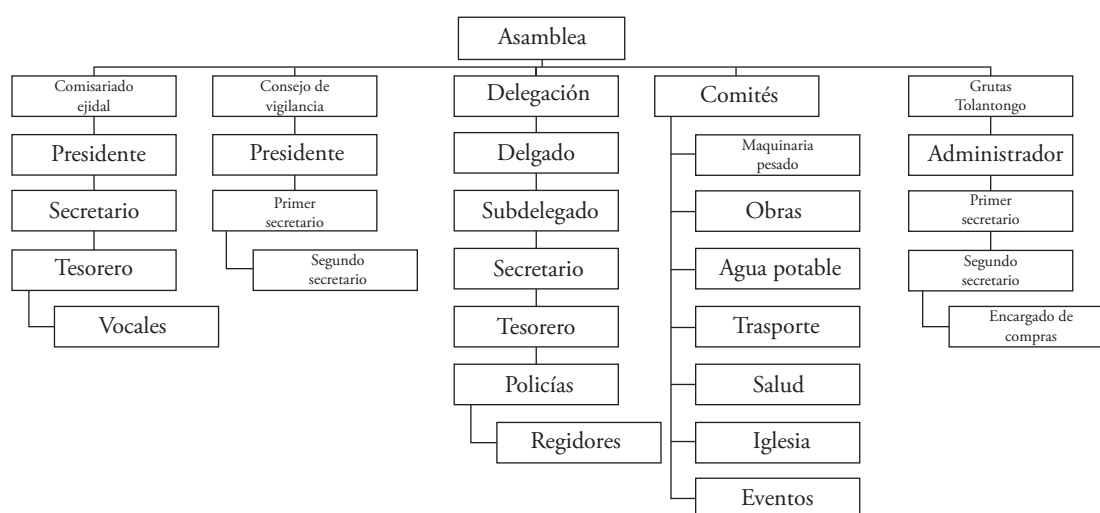 Asamblea
Comisariado
ejidal
Presidente
Secretario
Tesorero
Vocales
Consejo de
vigilancia
Presidente
Primer
secretario
Segundo
secretario
Delegación
Delgado
Subdelegado
Secretario
Tesorero
Policías
Regidores
Comités
Maquinaria
pesado
Obras
Agua potable
Trasporte
Salud
Iglesia
Eventos
Grutas
Tolantongo
Administrador
Primer
secretario
Segundo
secretario
Encargado de
compras